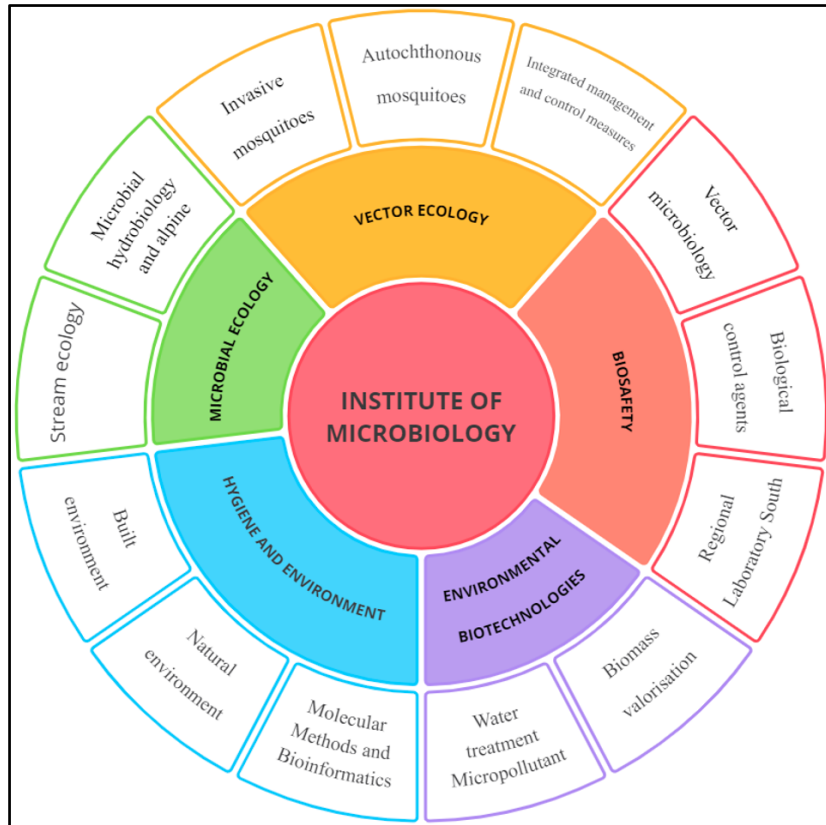 INSTITUTE OF
MICROBIOLOGY
VECTOR ECOLOGY
Invasive
mosquitoes
Autochthonous
mosquitoes
Integrated management
and control measures
BIOSAFETY
Vector
microbiology
Biological
control agents
Regional
Laboratory South
ENVIRONMENTAL
BIOTECHNOLOGIES
Biomass
valorisation
Water
treatment
Micropollutant
HYGIENE AND ENVIRONMENT
Molecular
Methods and
Bioinformatics
Natural
environment
Built
environment
MICROBIAL ECOLOGY
Stream ecology
Microbial
hydrobiology
and alpine